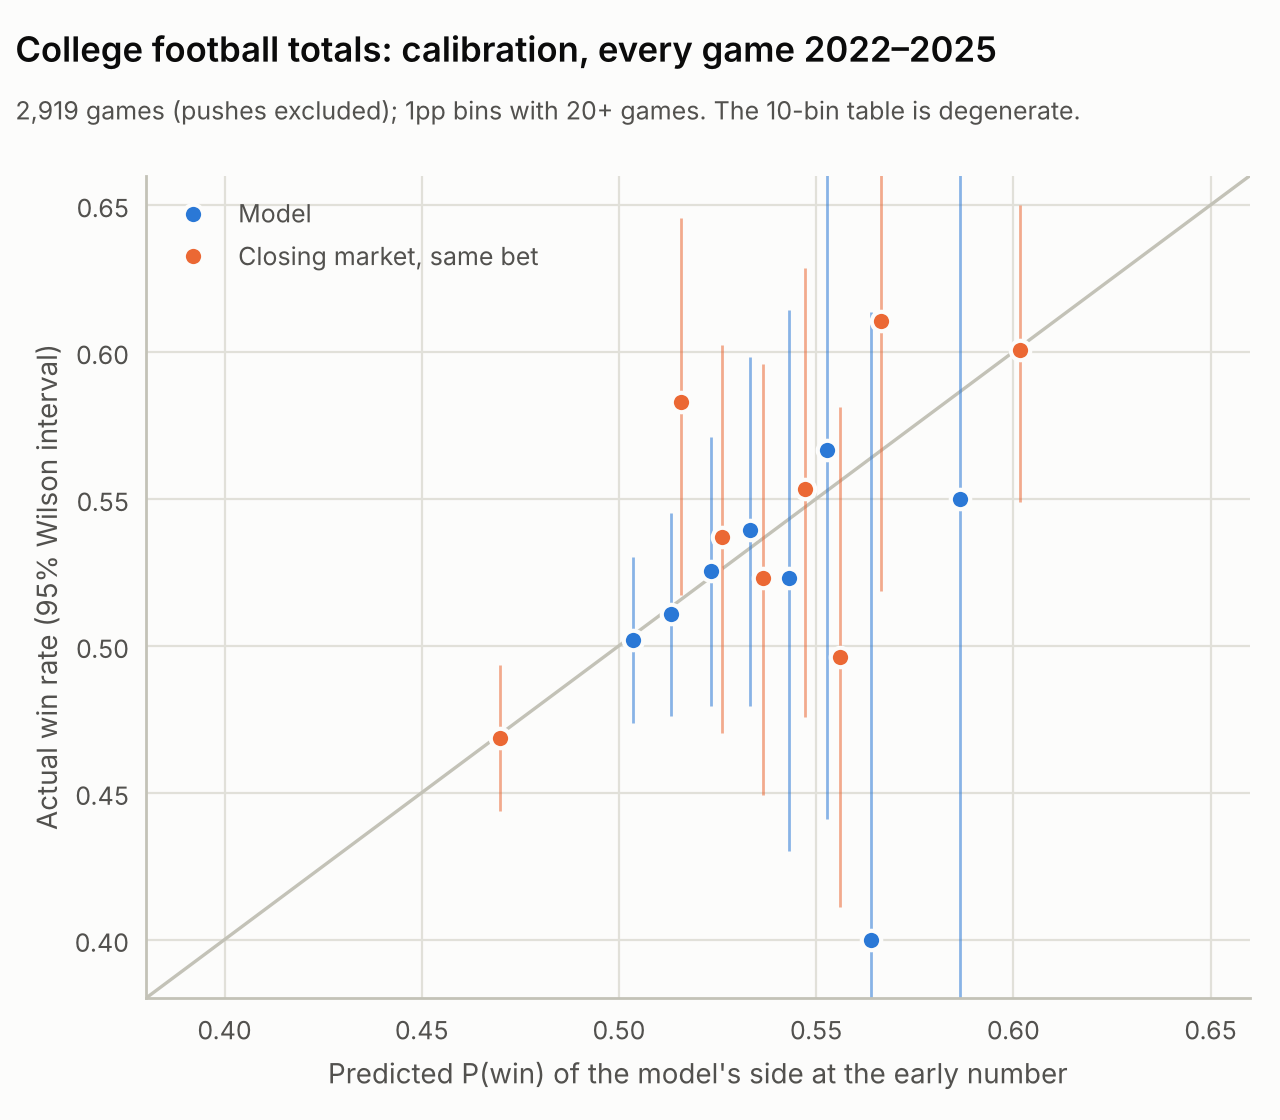 College football totals: calibration, every game 2022–2025
2,919 games (pushes excluded); 1pp bins with 20+ games. The 10-bin table is degenerate.
Model
Closing market, same bet
Actual win rate (95% Wilson interval)
0.65
0.60
0.55
0.50
0.45
0.40
0.40 0.45 0.50 0.55 0.60 0.65
Predicted P(win) of the model's side at the early number